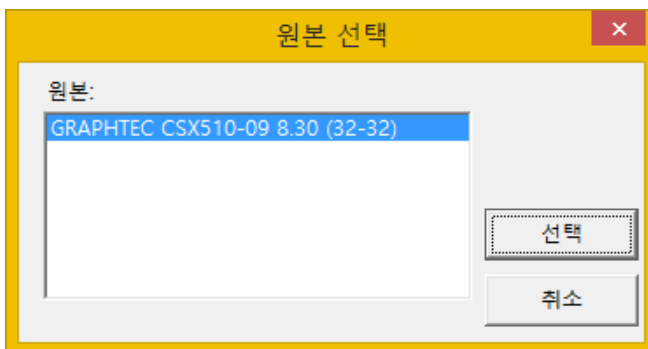 원본 선택
원본:
GRAPHTEC CSX510-09 8.30 (32-32)
선택
취소